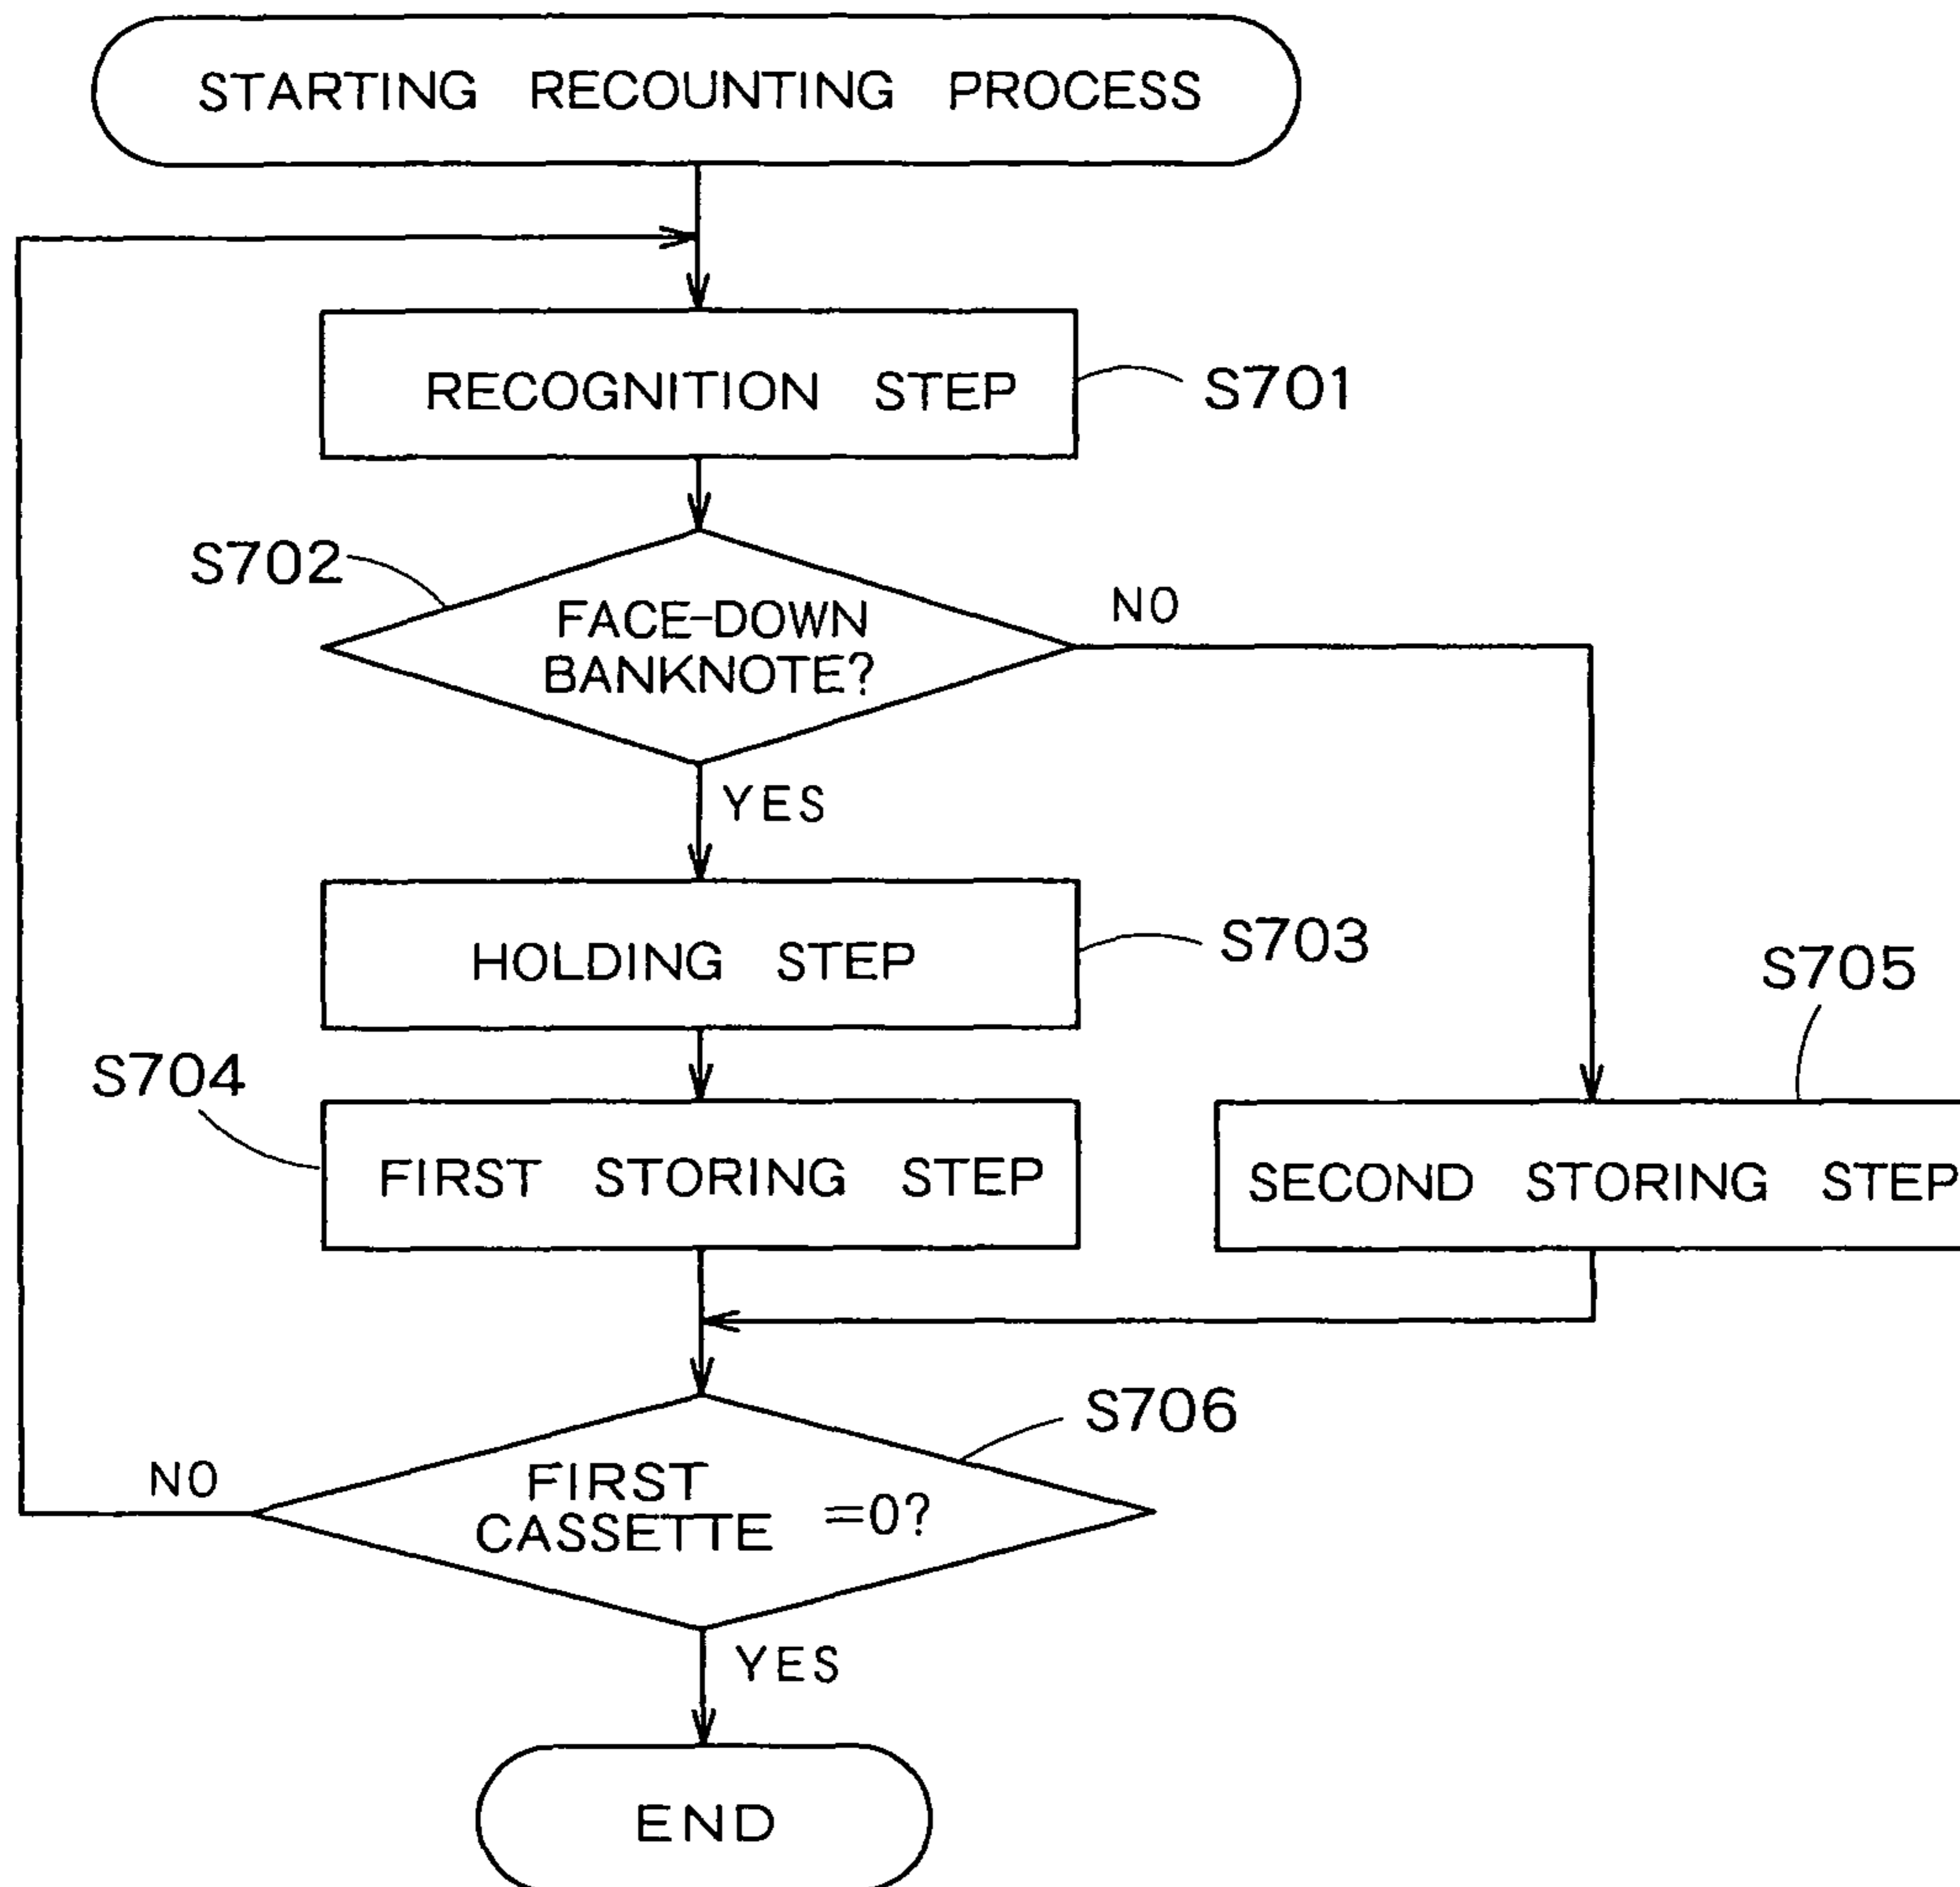 STARTING RECOUNTING PROCESS
RECOGNITION STEP
S701
S702
FACE-DOWN
BANKNOTE?
NO
YES
HOLDING STEP
S703
S704
FIRST STORING STEP
S705
SECOND STORING STEP
S706
FIRST
CASSETTE =0?
NO
YES
END